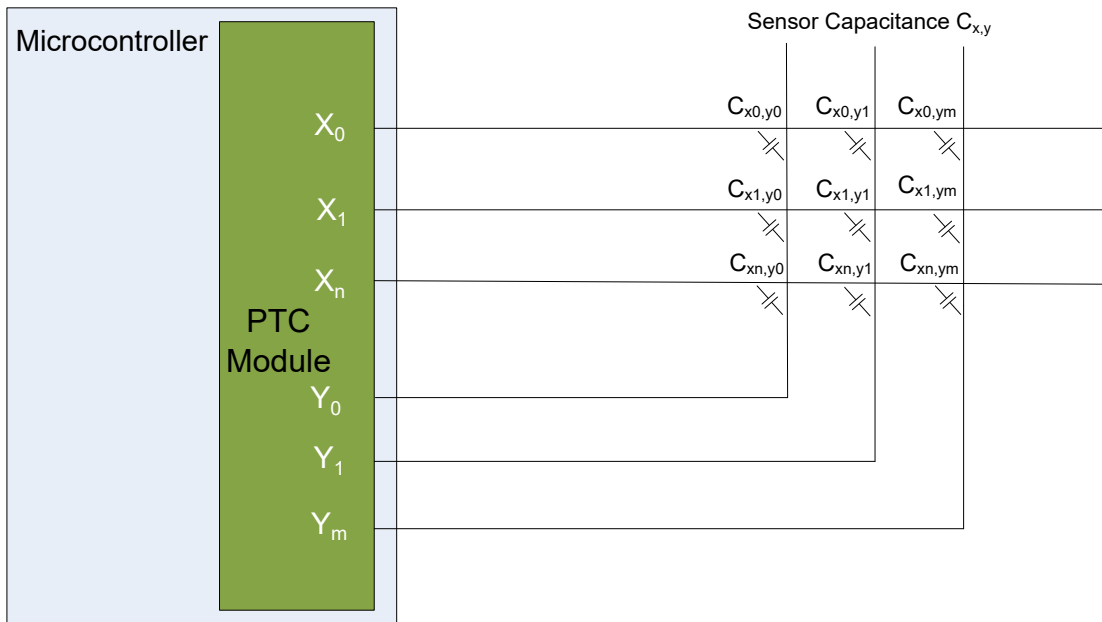 Sensor Capacitance Cx,y
Microcontroller
X0
Cx0,y0 Cx0,y1 Cx0,ym
X1
Cx1,y0 Cx1,y1 Cx1,ym
Xn
Cxn,y0 Cxn,y1 Cxn,ym
PTC
Module
Y0
Y1
Ym